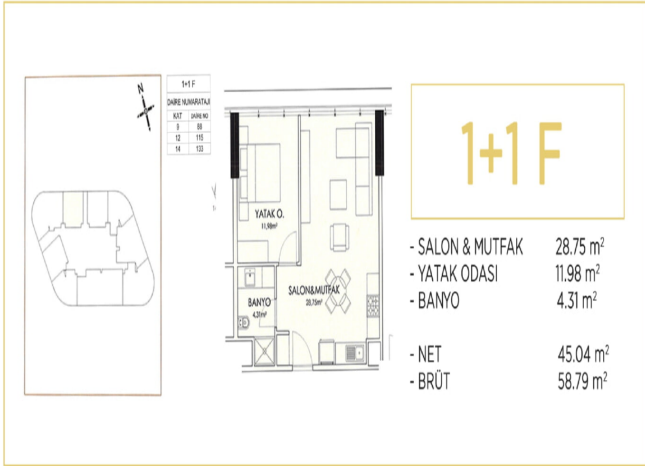 N
1+1 F
DAİRE NUMARATAJI
KAT DAİRE NO
9 88
12 118
14 133
YATAK O.
11,98m²
BANYO
4.31m²
SALON&MUTFAK
28,75m²
1+1 F
- SALON & MUTFAK 28.75 m²
- YATAK ODASI 11.98 m²
- BANYO 4.31 m²
- NET 45.04 m²
- BRÜT 58.79 m²